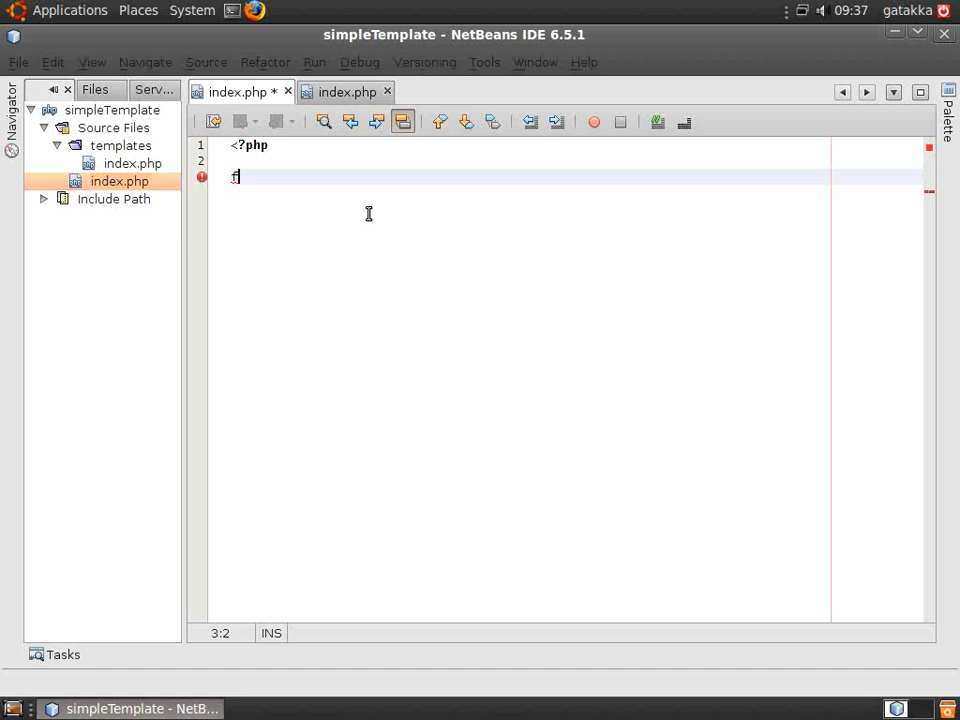 Applications Places System 09:37 gatakka
simpleTemplate - NetBeans IDE 6.5.1
File Edit View Navigate Source Refactor Run Debug Versioning Tools Window Help
Navigator
Files Serv...
index.php * index.php
Palette
simpleTemplate
Source Files
templates
index.php
index.php
Include Path
1 <?php
2
f
3:2 INS
Tasks
simpleTemplate - NetB...